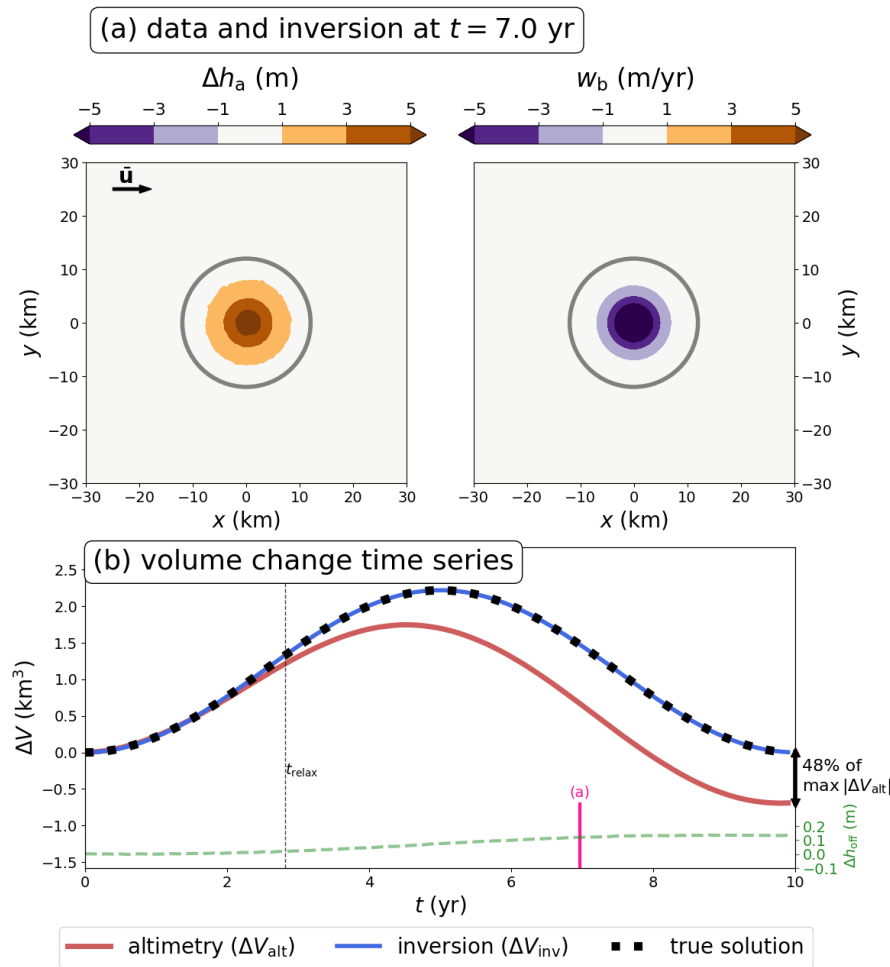 (a) data and inversion at t = 7.0 yr
Δhₐ (m)
w_b (m/yr)
−5 −3 −1 1 3 5
−5 −3 −1 1 3 5
ū
30
20
10
0
−10
−20
−30
y (km)
−30 −20 −10 0 10 20 30
x (km)
30
20
10
0
−10
−20
−30
y (km)
−30 −20 −10 0 10 20 30
x (km)
(b) volume change time series
2.5
2.0
1.5
1.0
0.5
0.0
−0.5
−1.0
−1.5
ΔV (km³)
t_relax
(a)
48% of
max |ΔV_alt|
0.2
0.0
−0.1
Δh_off (m)
0 2 4 6 8 10
t (yr)
altimetry (ΔV_alt) inversion (ΔV_inv) true solution